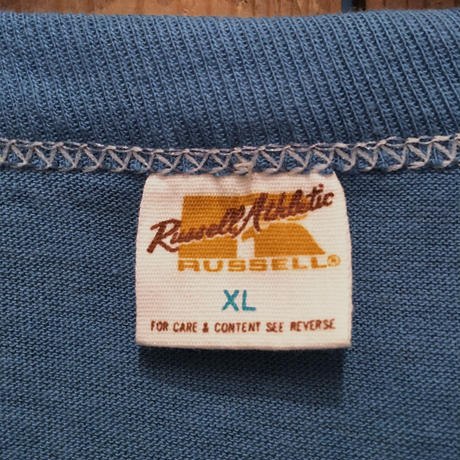 Russell Athletic
R
RUSSELL®
XL
FOR CARE & CONTENT SEE REVERSE